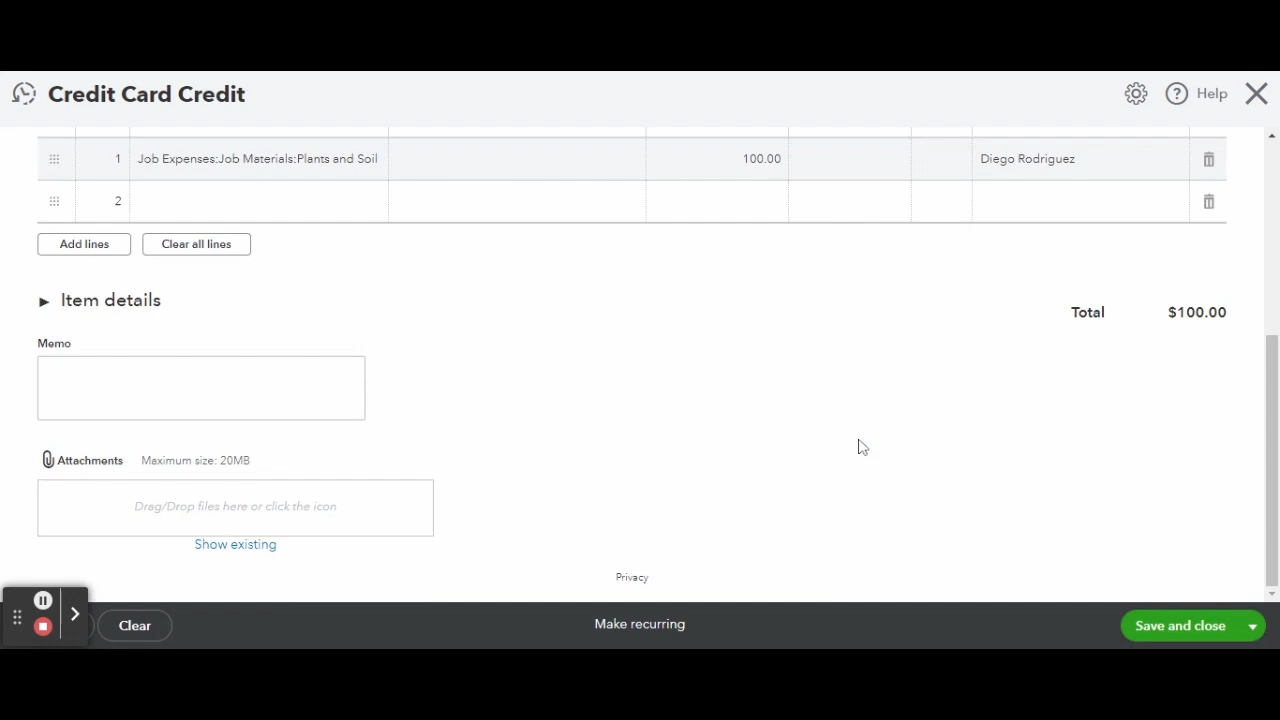 Credit Card Credit
Help
1 Job Expenses:Job Materials:Plants and Soil 100.00 Diego Rodriguez
2
Add lines Clear all lines
Item details
Total $100.00
Memo
Attachments Maximum size: 20MB
Drag/Drop files here or click the icon
Show existing
Privacy
Clear Make recurring Save and close